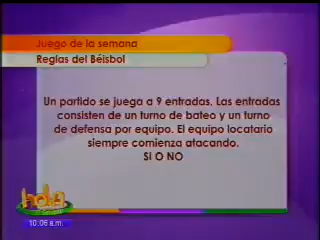 Juego de la semana
Reglas del Béisbol
Un partido se juega a 9 entradas. Las entradas
consisten de un turno de bateo y un turno
de defensa por equipo. El equipo locatario
siempre comienza atacando.
SI O NO
hdn
10:06 a.m.